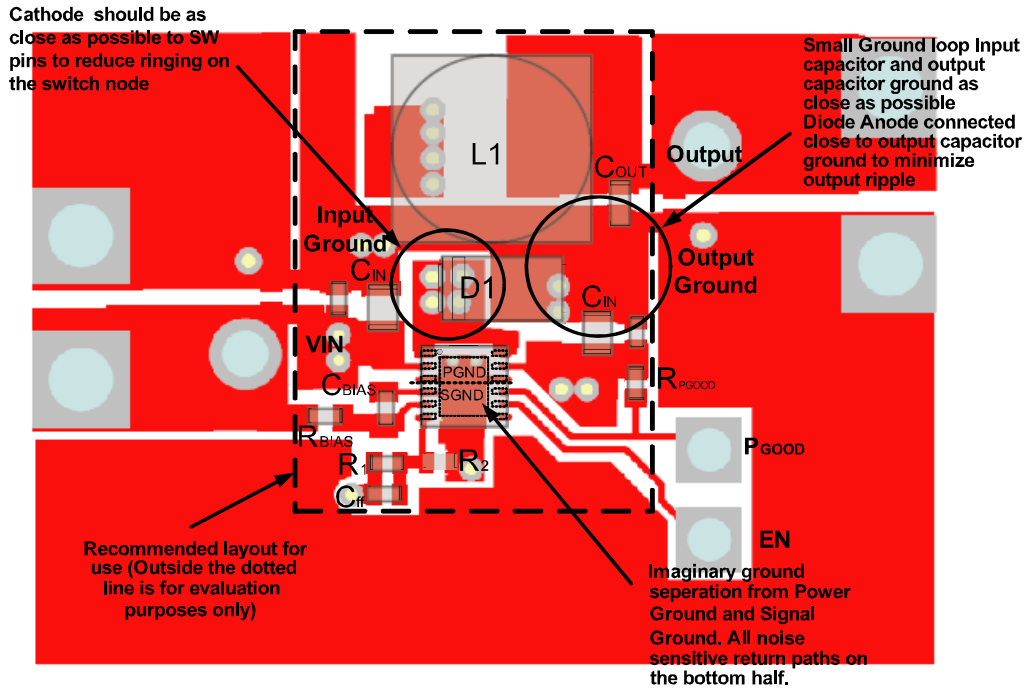 Cathode should be as
close as possible to SW
pins to reduce ringing on
the switch node
Small Ground loop Input
capacitor and output
capacitor ground as
close as possible
Diode Anode connected
close to output capacitor
ground to minimize
output ripple
L1
COUT
Output
Input
Ground
CIN
D1
CIN
Output
Ground
VIN
PGND
SGND
CBIAS
RPGOOD
RBIAS
R1
R2
Cff
PGOOD
EN
Recommended layout for
use (Outside the dotted
line is for evaluation
purposes only)
Imaginary ground
seperation from Power
Ground and Signal
Ground. All noise
sensitive return paths on
the bottom half.